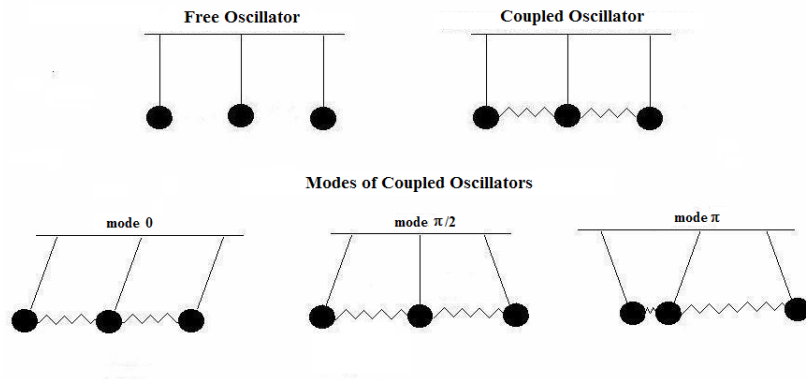 Free Oscillator
Coupled Oscillator
Modes of Coupled Oscillators
mode 0
mode π/2
mode π